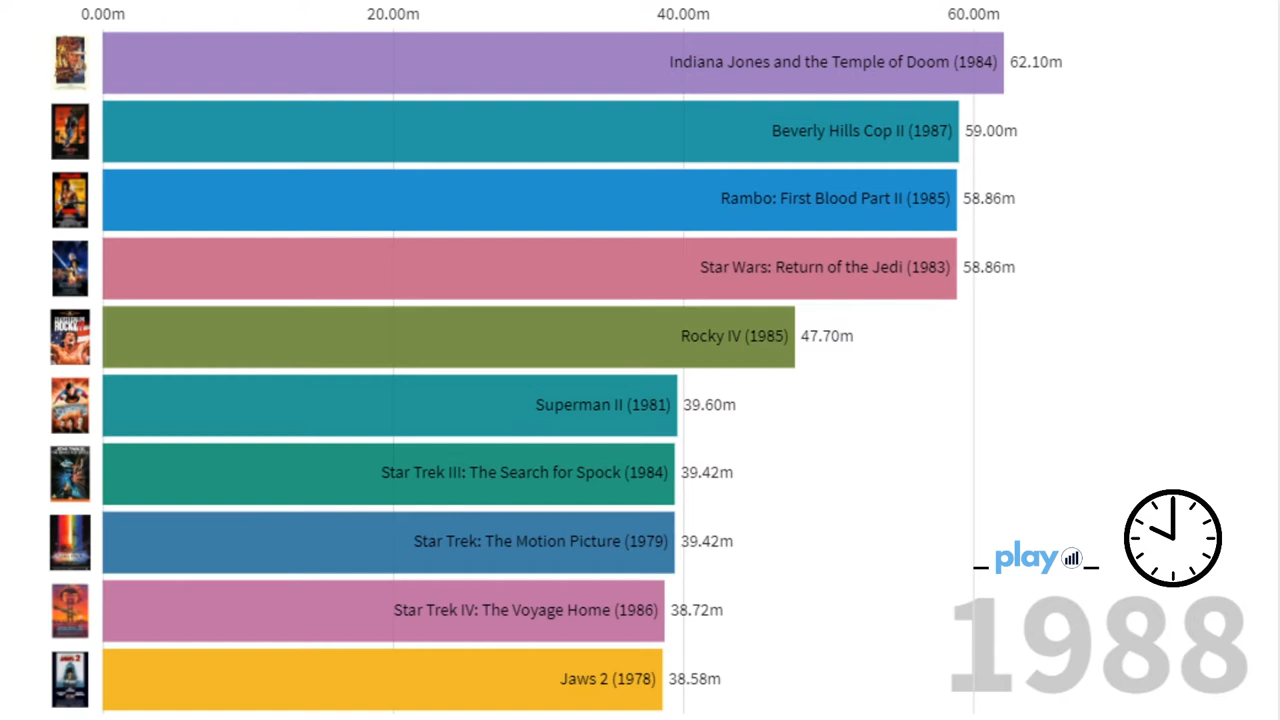 0.00m 20.00m 40.00m 60.00m
Indiana Jones and the Temple of Doom (1984) 62.10m
Beverly Hills Cop II (1987) 59.00m
Rambo: First Blood Part II (1985) 58.86m
Star Wars: Return of the Jedi (1983) 58.86m
Rocky IV (1985) 47.70m
Superman II (1981) 39.60m
Star Trek III: The Search for Spock (1984) 39.42m
Star Trek: The Motion Picture (1979) 39.42m
Star Trek IV: The Voyage Home (1986) 38.72m
Jaws 2 (1978) 38.58m
_ play _
1988
ROCKY
JAWS 2